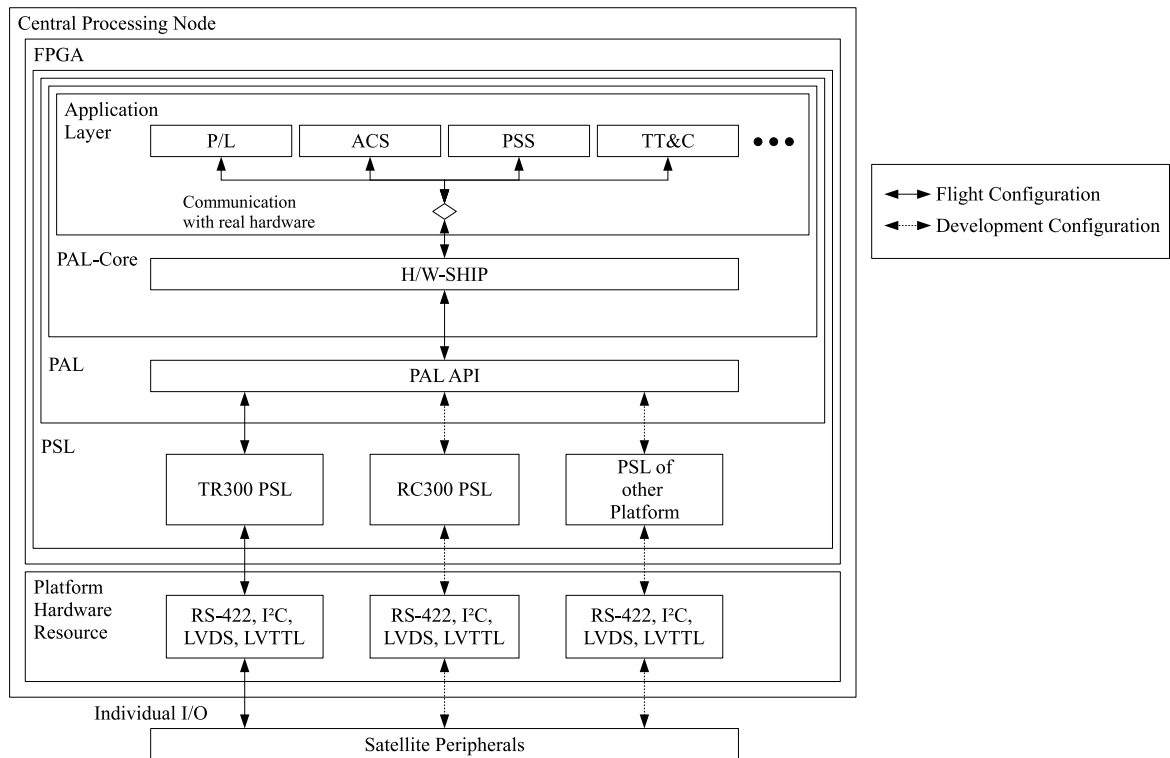 Central Processing Node
FPGA
Application
Layer
P/L
ACS
PSS
TT&C
Communication
with real hardware
PAL-Core
H/W-SHIP
PAL
PAL API
PSL
TR300 PSL
RC300 PSL
PSL of
other
Platform
Platform
Hardware
Resource
RS-422, I²C,
LVDS, LVTTL
RS-422, I²C,
LVDS, LVTTL
RS-422, I²C,
LVDS, LVTTL
Individual I/O
Satellite Peripherals
Flight Configuration
Development Configuration